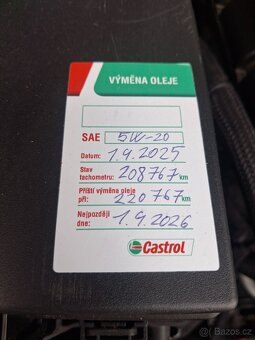 VÝMĚNA OLEJE
SAE 5W-20
Datum: 1.9.2025
Stav
tachometru: 208767 km
Příští výměna oleje
při: 220767 km
Nejpozději
dne: 1.9.2026
Castrol
Bazoš.cz